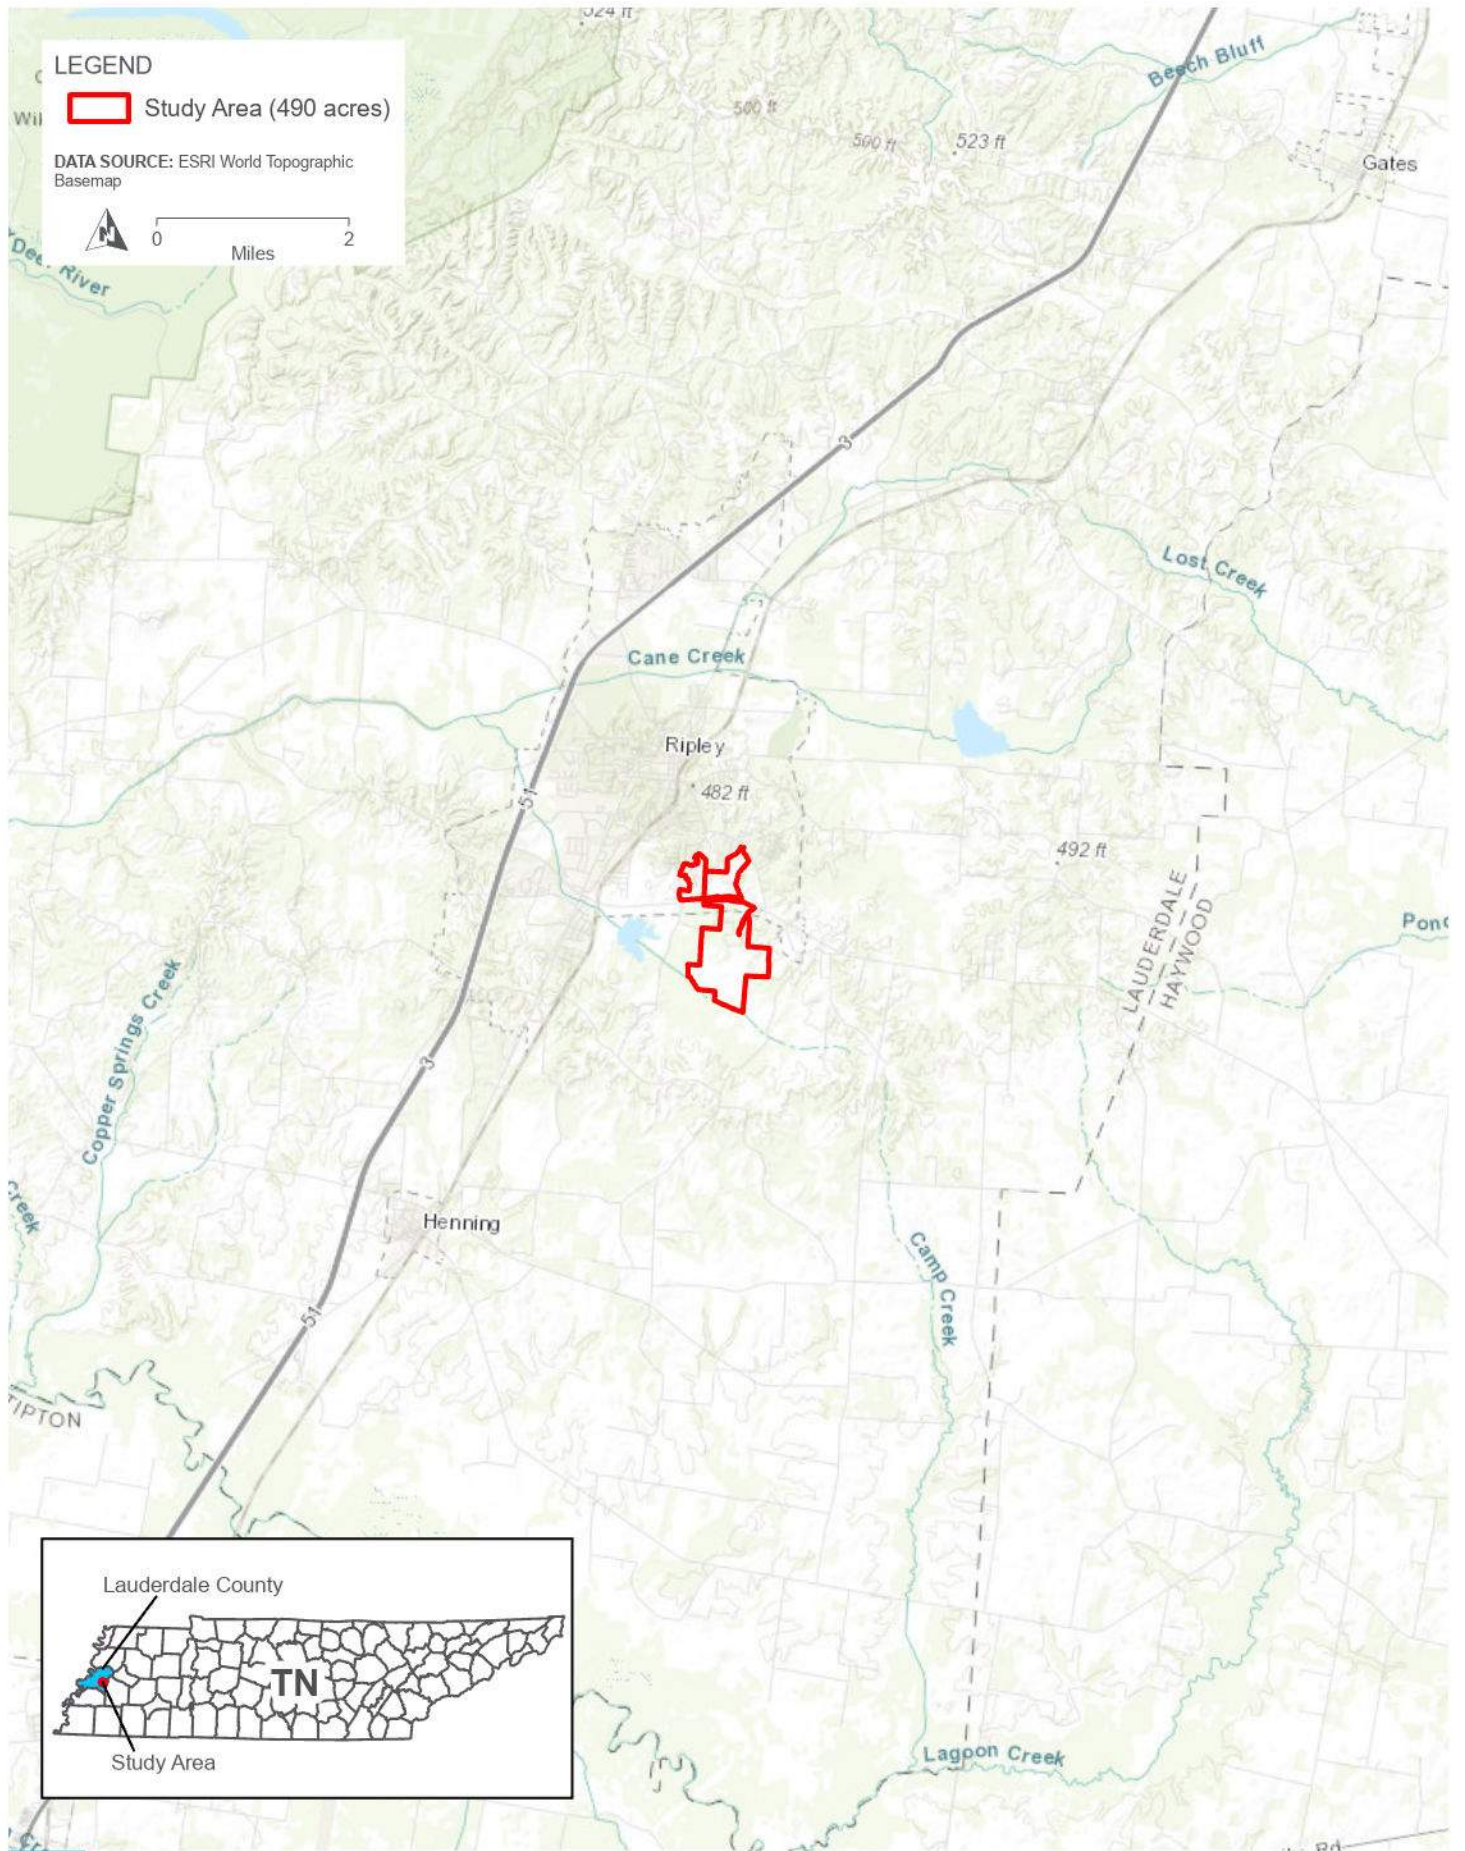 524 ft
LEGEND
Study Area (490 acres)
DATA SOURCE: ESRI World Topographic
Basemap
N
0
2
Miles
Deer River
Beech Bluff
500 ft
500 ft
523 ft
Gates
3
Lost Creek
Cane Creek
Ripley
482 ft
51
492 ft
LAUDERDALE
HAYWOOD
Copper Springs Creek
3
Creek
Henning
Camp Creek
51
TIPTON
Lauderdale County
TN
Study Area
Lagoon Creek
Rd